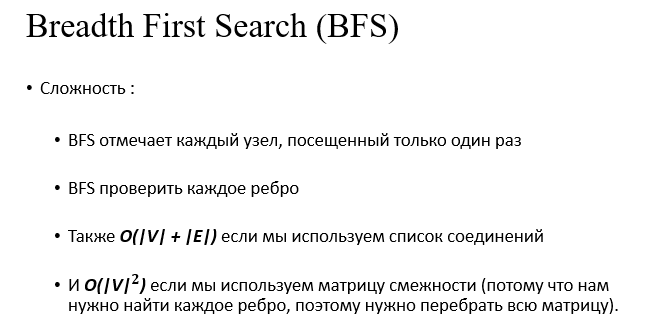 Breadth First Search (BFS)
• Сложность :
• BFS отмечает каждый узел, посещенный только один раз
• BFS проверить каждое ребро
• Также O(|V| + |E|) если мы используем список соединений
• И O(|V|²) если мы используем матрицу смежности (потому что нам
нужно найти каждое ребро, поэтому нужно перебрать всю матрицу).